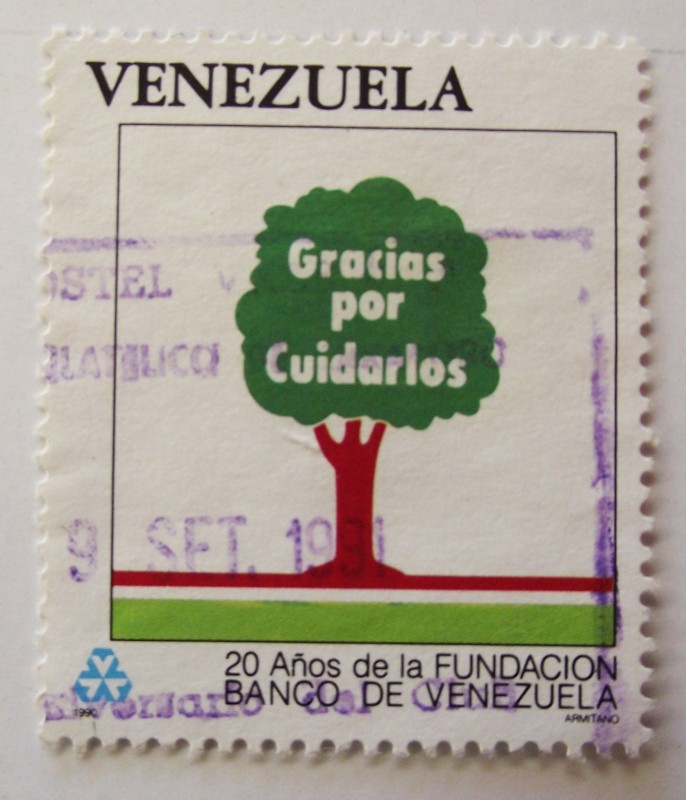 VENEZUELA
Gracias
por
Cuidarlos
9 SET. 1991
20 Años de la FUNDACION
BANCO DE VENEZUELA
1990
ARMITANO